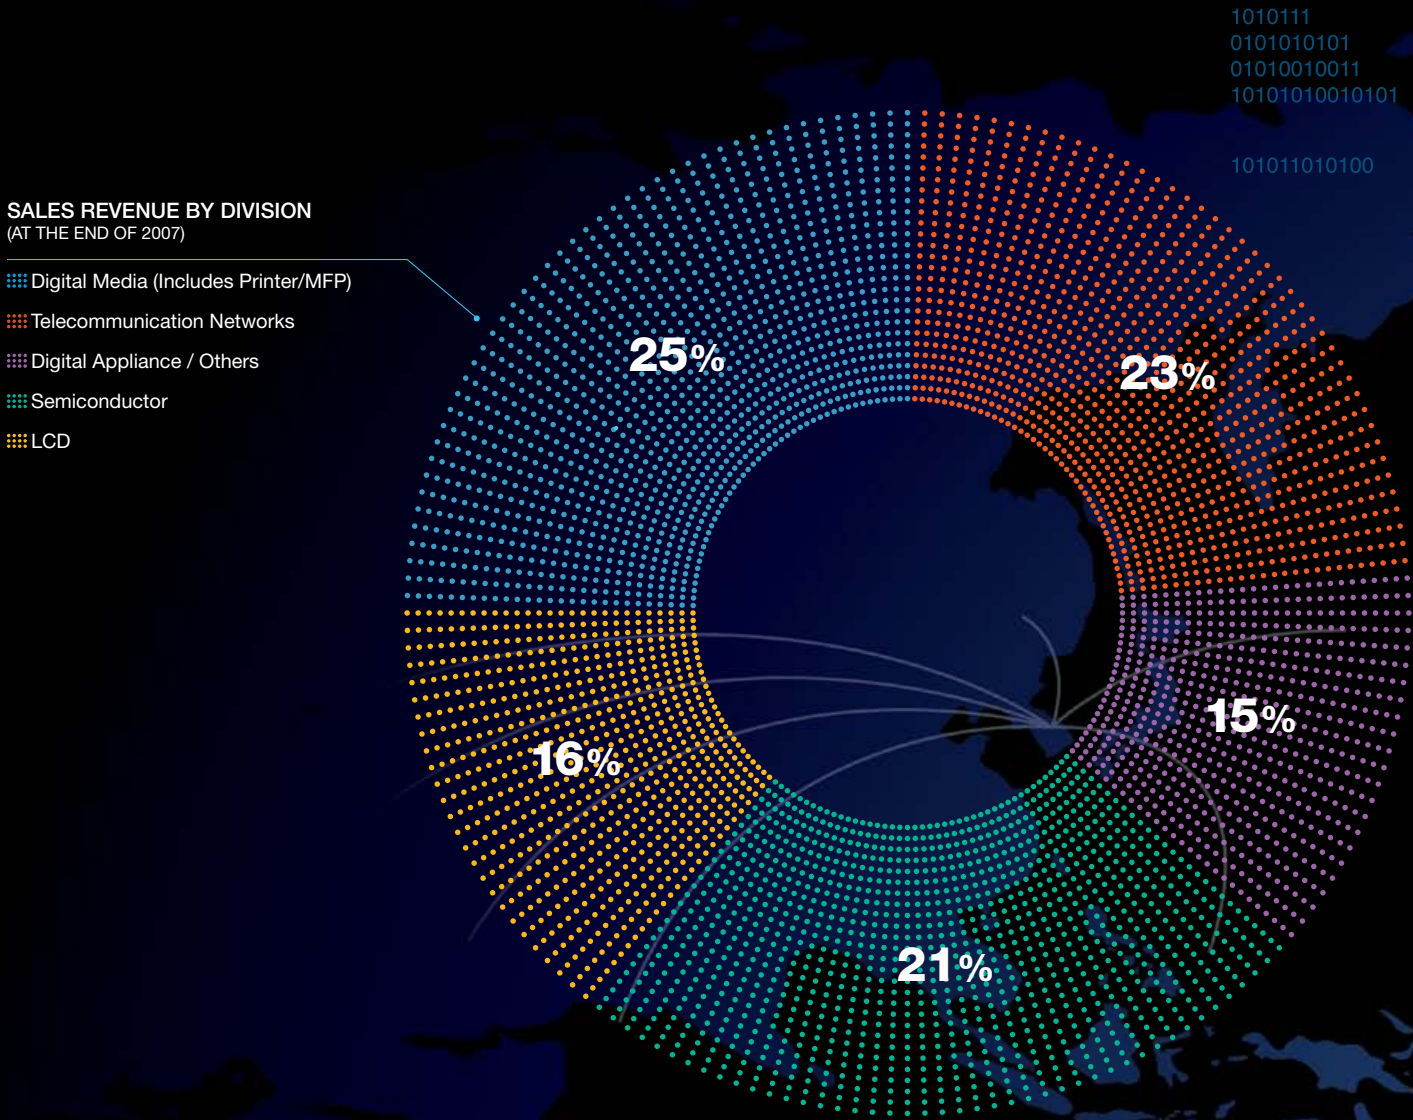 1010111
0101010101
01010010011
10101010010101
101011010100
SALES REVENUE BY DIVISION
(AT THE END OF 2007)
Digital Media (Includes Printer/MFP)
Telecommunication Networks
Digital Appliance / Others
Semiconductor
LCD
25%
23%
15%
16%
21%